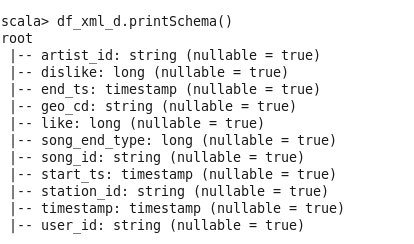 scala> df_xml_d.printSchema()
root
 |-- artist_id: string (nullable = true)
 |-- dislike: long (nullable = true)
 |-- end_ts: timestamp (nullable = true)
 |-- geo_cd: string (nullable = true)
 |-- like: long (nullable = true)
 |-- song_end_type: long (nullable = true)
 |-- song_id: string (nullable = true)
 |-- start_ts: timestamp (nullable = true)
 |-- station_id: string (nullable = true)
 |-- timestamp: timestamp (nullable = true)
 |-- user_id: string (nullable = true)